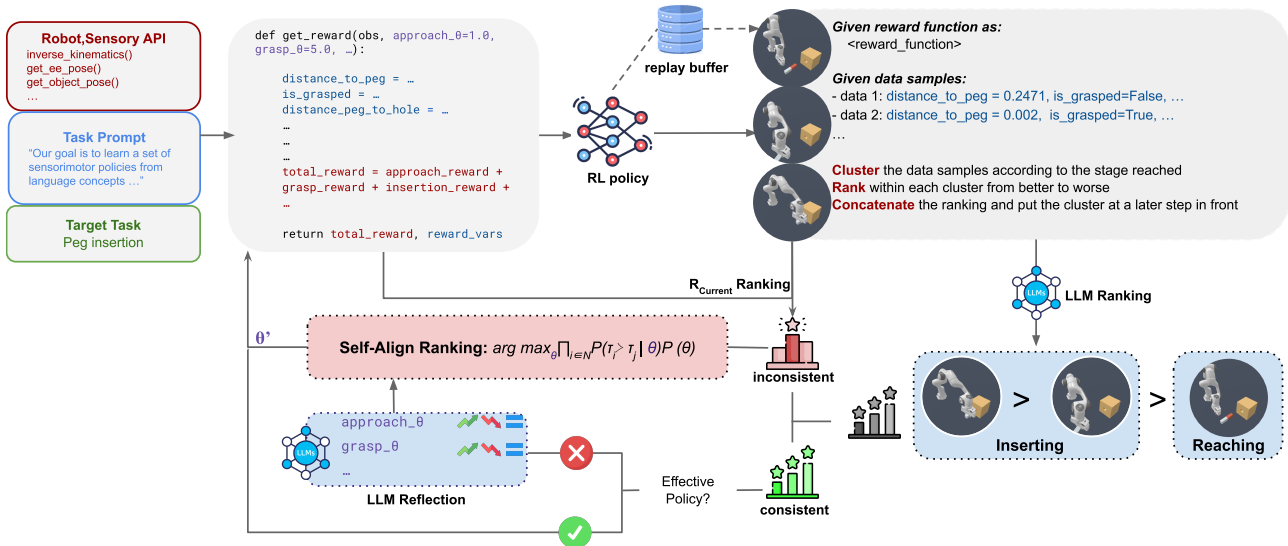 Robot,Sensory API
inverse_kinematics()
get_ee_pose()
get_object_pose()
…
Task Prompt
“Our goal is to learn a set of
sensorimotor policies from
language concepts …”
Target Task
Peg insertion
def get_reward(obs, approach_θ=1.0,
grasp_θ=5.0, …):
distance_to_peg = …
is_grasped = …
distance_peg_to_hole = …
…
…
…
total_reward = approach_reward +
grasp_reward + insertion_reward +
…
return total_reward, reward_vars
replay buffer
RL policy
Given reward function as:
<reward_function>
Given data samples:
- data 1: distance_to_peg = 0.2471, is_grasped=False, …
- data 2: distance_to_peg = 0.002, is_grasped=True, …
…
Cluster the data samples according to the stage reached
Rank within each cluster from better to worse
Concatenate the ranking and put the cluster at a later step in front
R_Current Ranking
LLMs
LLM Ranking
θ’
Self-Align Ranking: arg max_θ ∏_{i∈N} P(τ_i > τ_j | θ)P (θ)
inconsistent
> >
Inserting
Reaching
approach_θ
grasp_θ
…
LLMs
LLM Reflection
Effective
Policy?
consistent